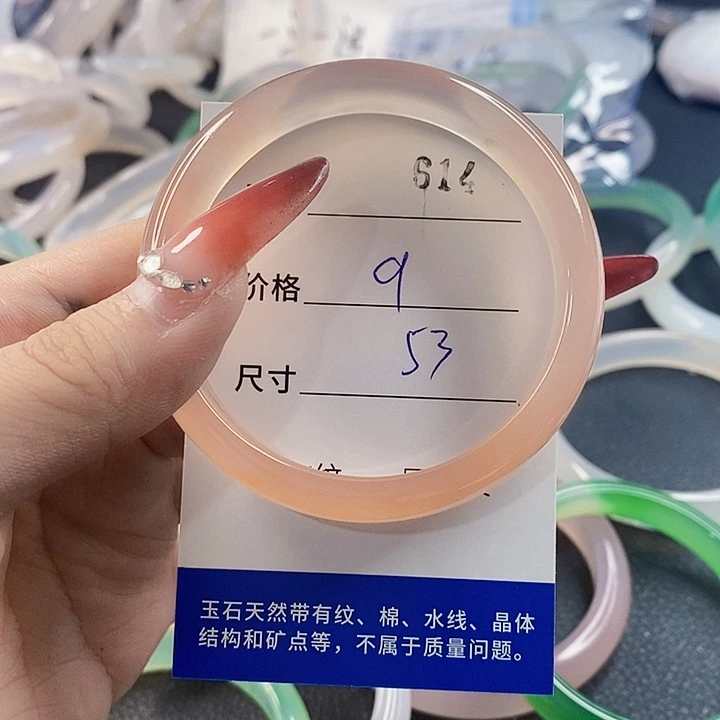 614
价格 9
尺寸 53
玉石天然带有纹、棉、水线、晶体
结构和矿点等，不属于质量问题。